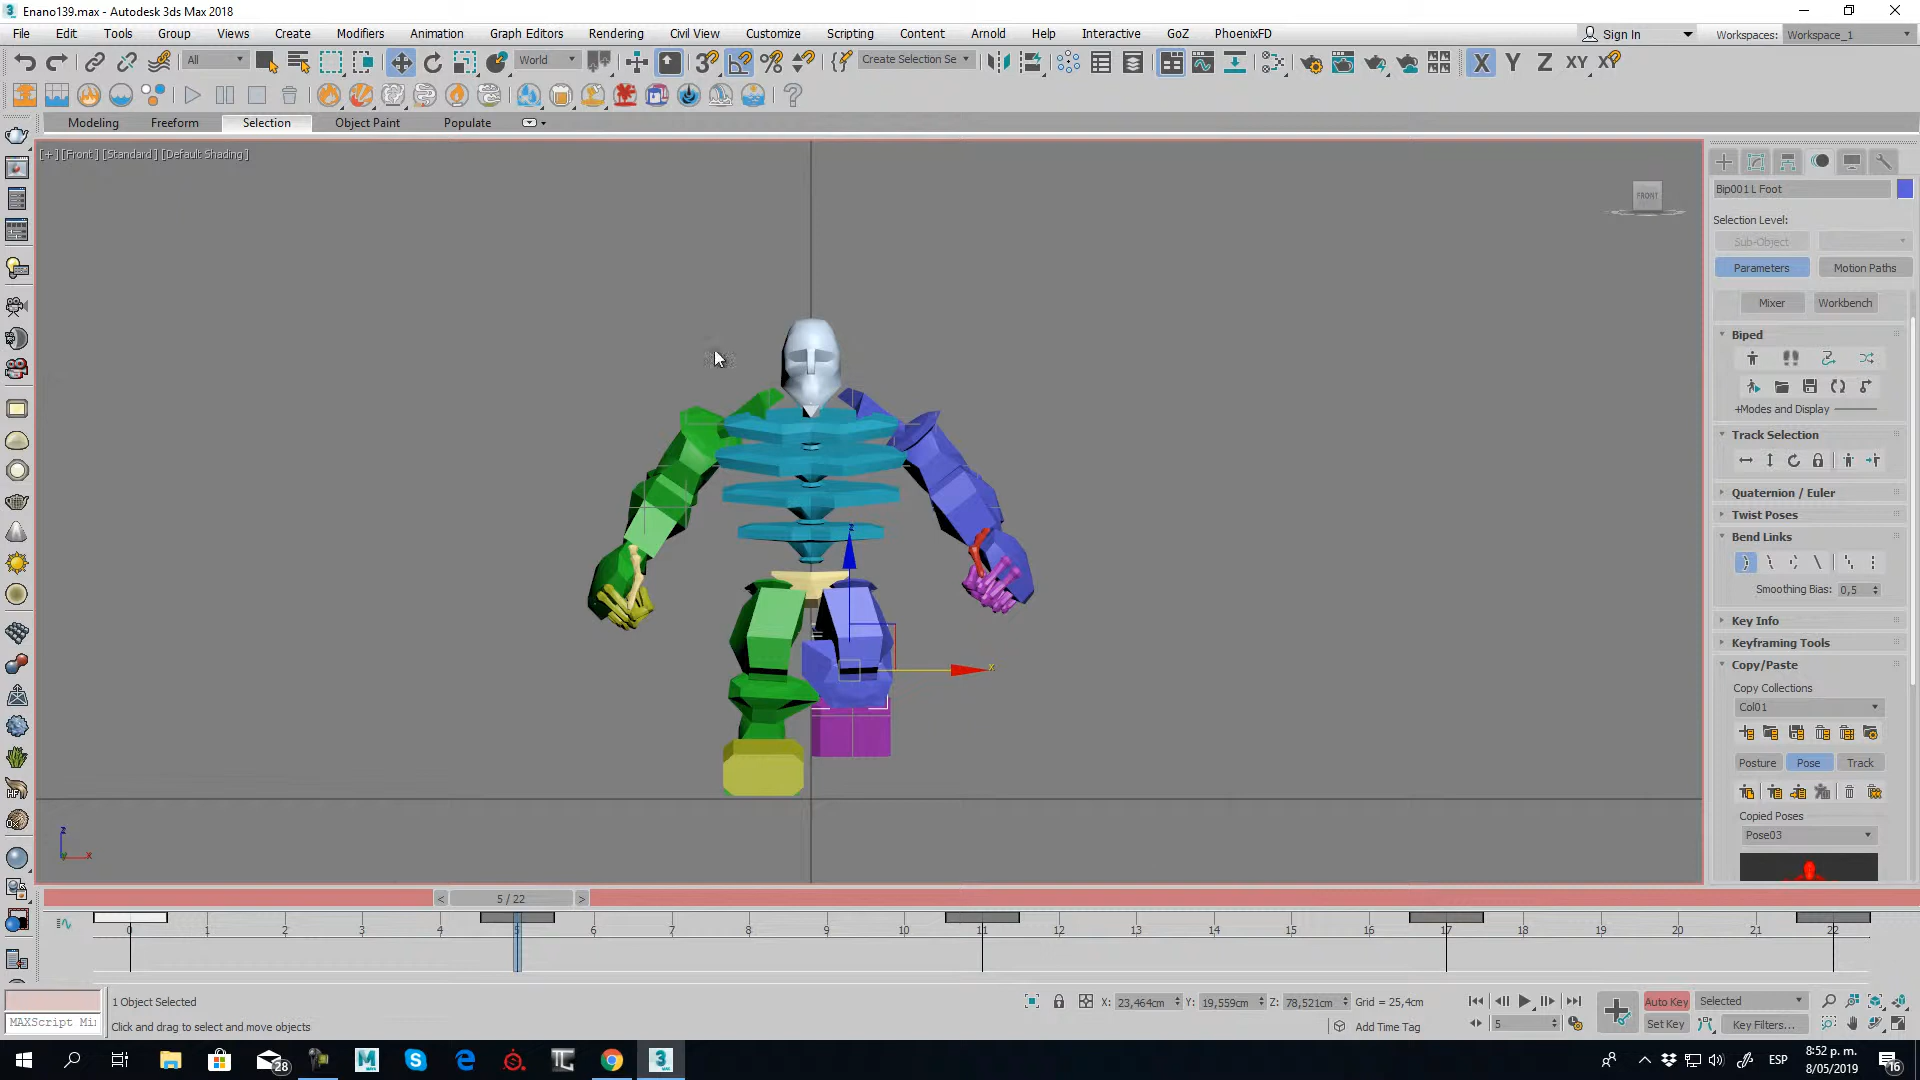 Enano139.max - Autodesk 3ds Max 2018
File Edit Tools Group Views Create Modifiers Animation Graph Editors Rendering Civil View Customize Scripting Content Arnold Help Interactive GoZ PhoenixFD
Sign In Workspaces: Workspace_1
All World Create Selection Se X Y Z XY XY
Modeling Freeform Selection Object Paint Populate
[+] [Front] [Standard] [Default Shading]
FRONT
Bip001 L Foot
Selection Level:
Sub-Object
Parameters Motion Paths
Mixer Workbench
Biped
+Modes and Display
Track Selection
Quaternion / Euler
Twist Poses
Bend Links
Smoothing Bias: 0,5
Key Info
Keyframing Tools
Copy/Paste
Copy Collections
Col01
Posture Pose Track
Copied Poses
Pose03
z
x
z
x
< 5 / 22 >
0 1 2 3 4 5 6 7 8 9 10 11 12 13 14 15 16 17 18 19 20 21 22
1 Object Selected
X: 23,464cm Y: 19,559cm Z: 78,521cm Grid = 25,4cm
Auto Key Selected
MAXScript Mi
Click and drag to select and move objects
Add Time Tag
5
Set Key Key Filters...
28
ESP
8:52 p. m.
8/05/2019
16